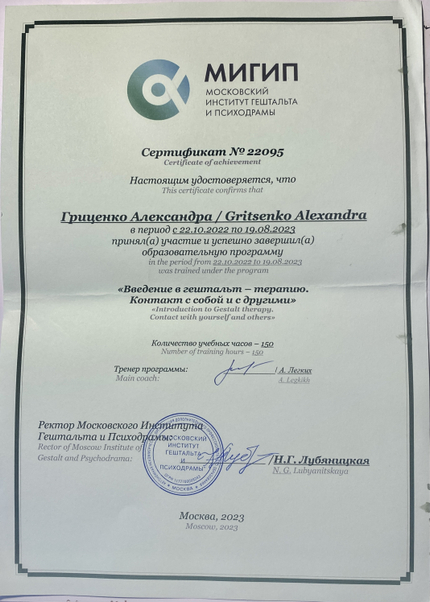 МИГИП
МОСКОВСКИЙ
ИНСТИТУТ ГЕШТАЛЬТА
И ПСИХОДРАМЫ
Сертификат № 22095
Certificate of achievement
Настоящим удостоверяется, что
This certificate confirms that
Гриценко Александра / Gritsenko Alexandra
в период с 22.10.2022 по 19.08.2023
принял(а) участие и успешно завершил(а)
образовательную программу
in the period from 22.10.2022 to 19.08.2023
was trained under the program
«Введение в гештальт – терапию.
Контакт с собой и с другими»
«Introduction to Gestalt therapy.
Contact with yourself and others»
Количество учебных часов – 150
Number of training hours – 150
Тренер программы: / А. Легких
Main coach: A. Legkikh
Ректор Московского Института
Гештальта и Психодрамы:
Rector of Moscow Institute of
Gestalt and Psychodrama:
МОСКОВСКИЙ
ИНСТИТУТ
ГЕШТАЛЬТА
И
ПСИХОДРАМЫ
МОСКВА
/Н.Г. Лубяницкая
N. G. Lubyanitskaya
Москва, 2023
Moscow, 2023